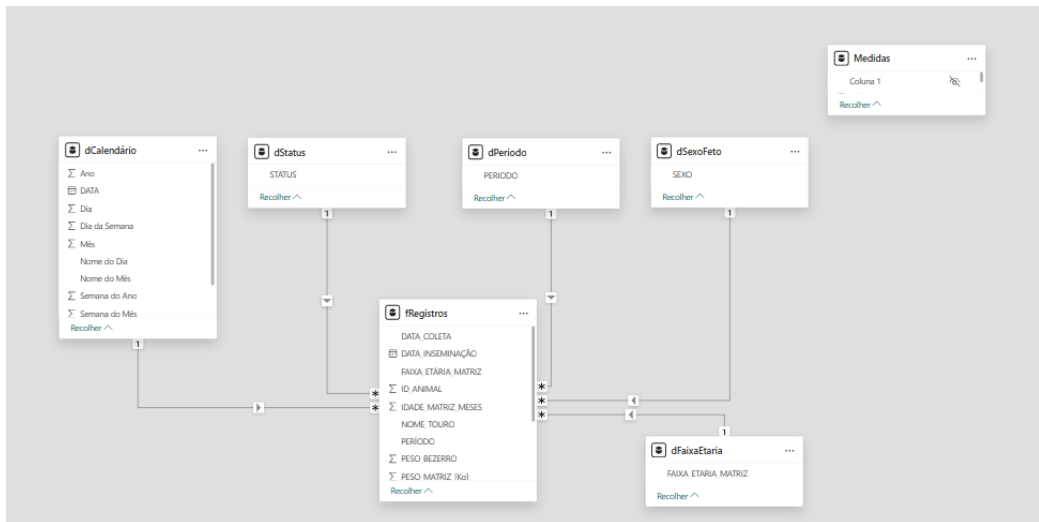 Medidas
Coluna 1
Recolher
dCalendário
Ano
DATA
Dia
Dia da Semana
Mês
Nome do Dia
Nome do Mês
Semana do Ano
Semana do Mês
Recolher
dStatus
STATUS
Recolher
dPeriodo
PERIODO
Recolher
dSexoFeto
SEXO
Recolher
1
1
1
1
fRegistros
DATA_COLETA
DATA_INSEMINAÇÃO
FAIXA_ETÁRIA_MATRIZ
ID_ANIMAL
IDADE_MATRIZ_MESES
NOME_TOURO
PERÍODO
PESO_BEZERRO
PESO_MATRIZ_[Kg]
Recolher
*
*
*
*
*
1
dFaixaEtaria
FAIXA_ETARIA_MATRIZ
Recolher